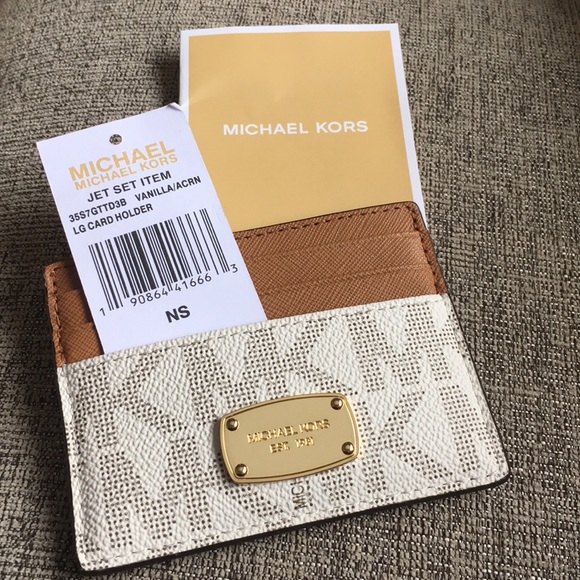 MICHAEL KORS
MICHAEL
MICHAEL KORS
JET SET ITEM
35S7GTTD3B VANILLA/ACRN
LG CARD HOLDER
1 90864 41666 3
NS
MICHAEL KORS
EST 1981
MICH